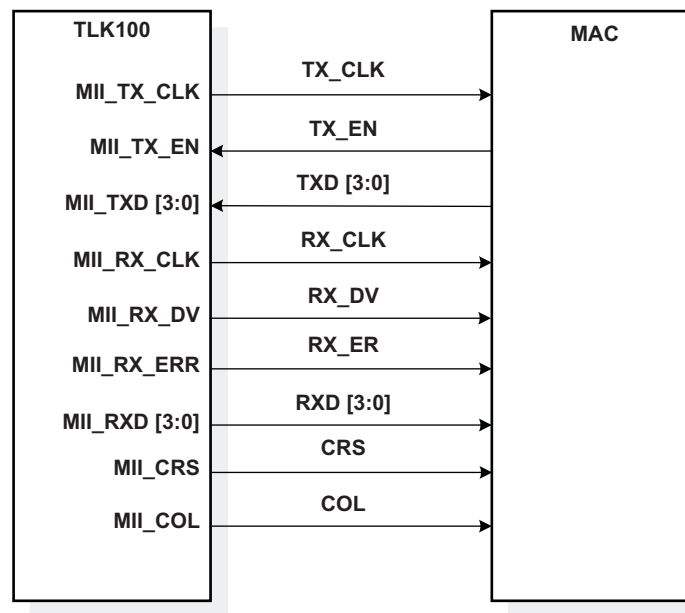 TLK100
MAC
TX_CLK
MII_TX_CLK
TX_EN
MII_TX_EN
TXD [3:0]
MII_TXD [3:0]
RX_CLK
MII_RX_CLK
RX_DV
MII_RX_DV
RX_ER
MII_RX_ERR
RXD [3:0]
MII_RXD [3:0]
CRS
MII_CRS
COL
MII_COL